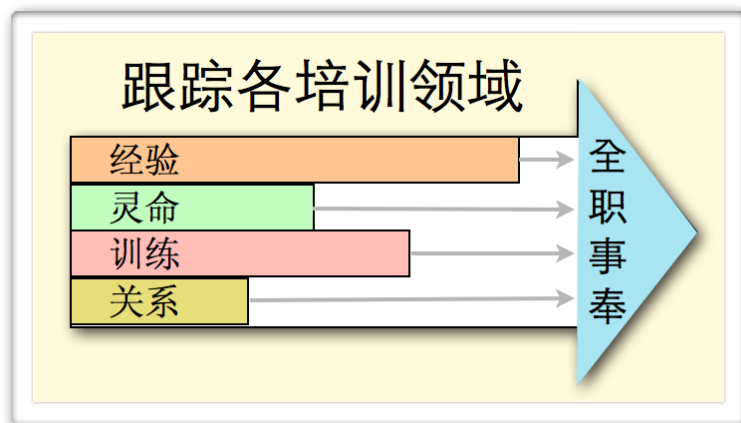 跟踪各培训领域
经验
灵命
训练
关系
全职事奉